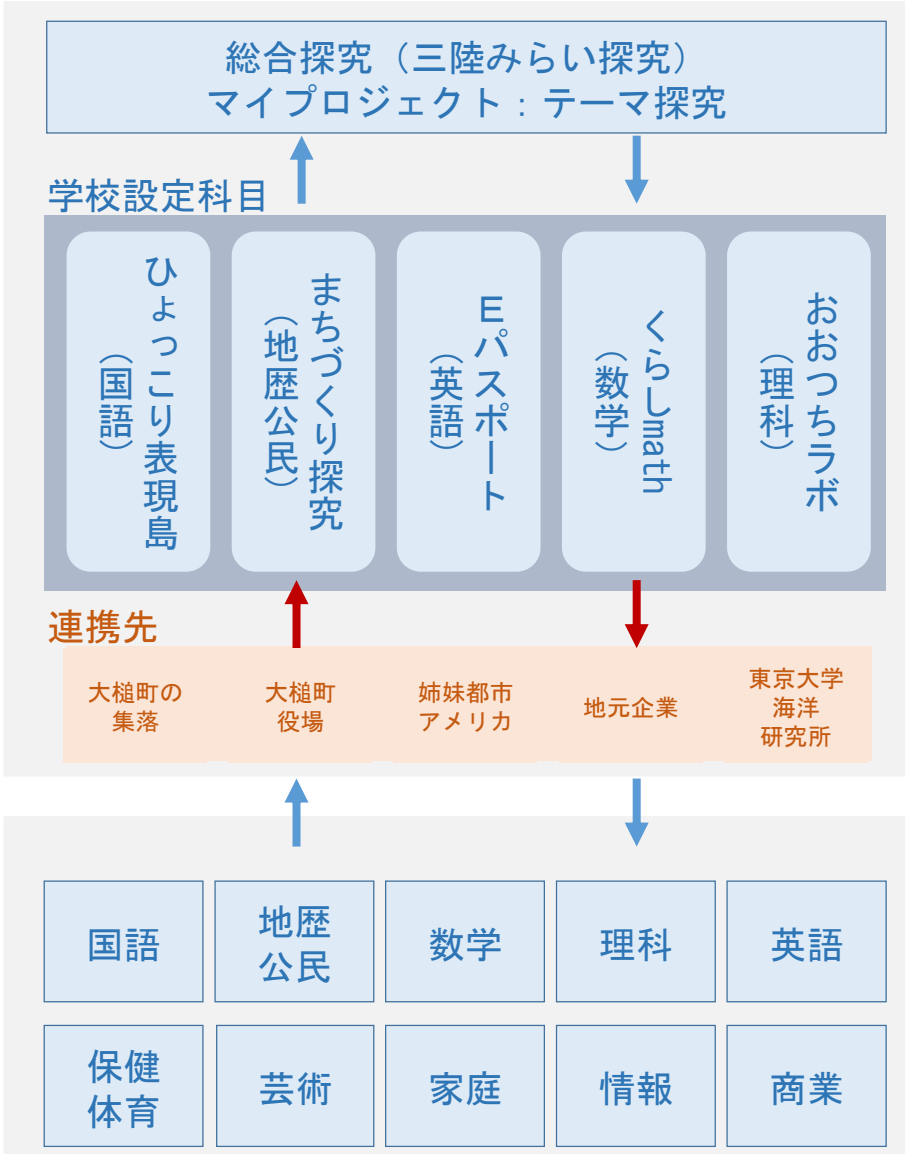 総合探究（三陸みらい探究）
マイプロジェクト：テーマ探究
学校設定科目
ひょっこり表現島
（国語）
まちづくり探究
（地歴公民）
Ｅパスポート
（英語）
くらしmath
（数学）
おおつちラボ
（理科）
連携先
大槌町の
集落
大槌町
役場
姉妹都市
アメリカ
地元企業
東京大学
海洋
研究所
国語
地歴
公民
数学
理科
英語
保健
体育
芸術
家庭
情報
商業